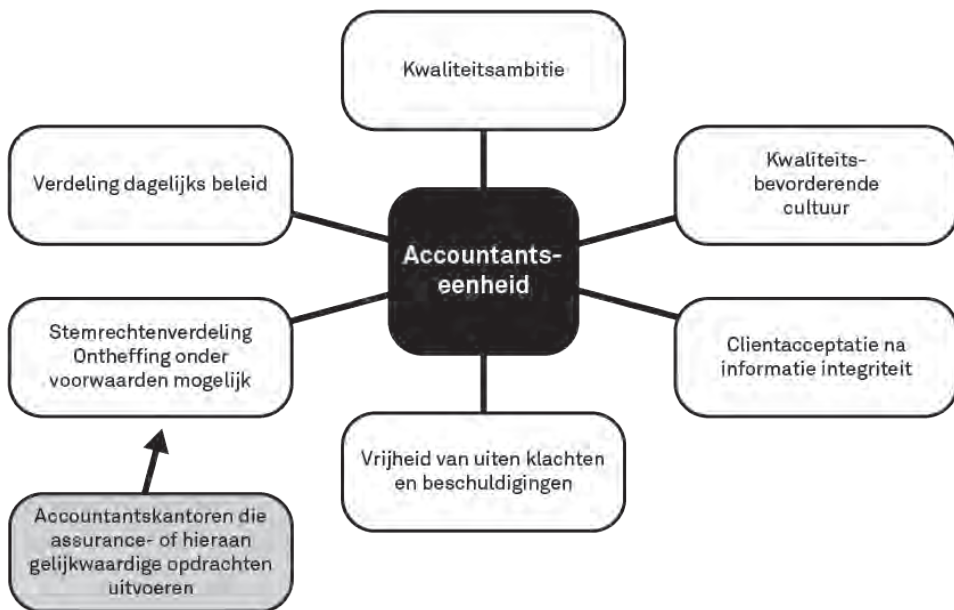 Kwaliteitsambitie
Verdeling dagelijks beleid
Kwaliteits-
bevorderende
cultuur
Accountants-
eenheid
Stemrechtenverdeling
Ontheffing onder
voorwaarden mogelijk
Clientacceptatie na
informatie integriteit
Vrijheid van uiten klachten
en beschuldigingen
Accountantskantoren die
assurance- of hieraan
gelijkwaardige opdrachten
uitvoeren